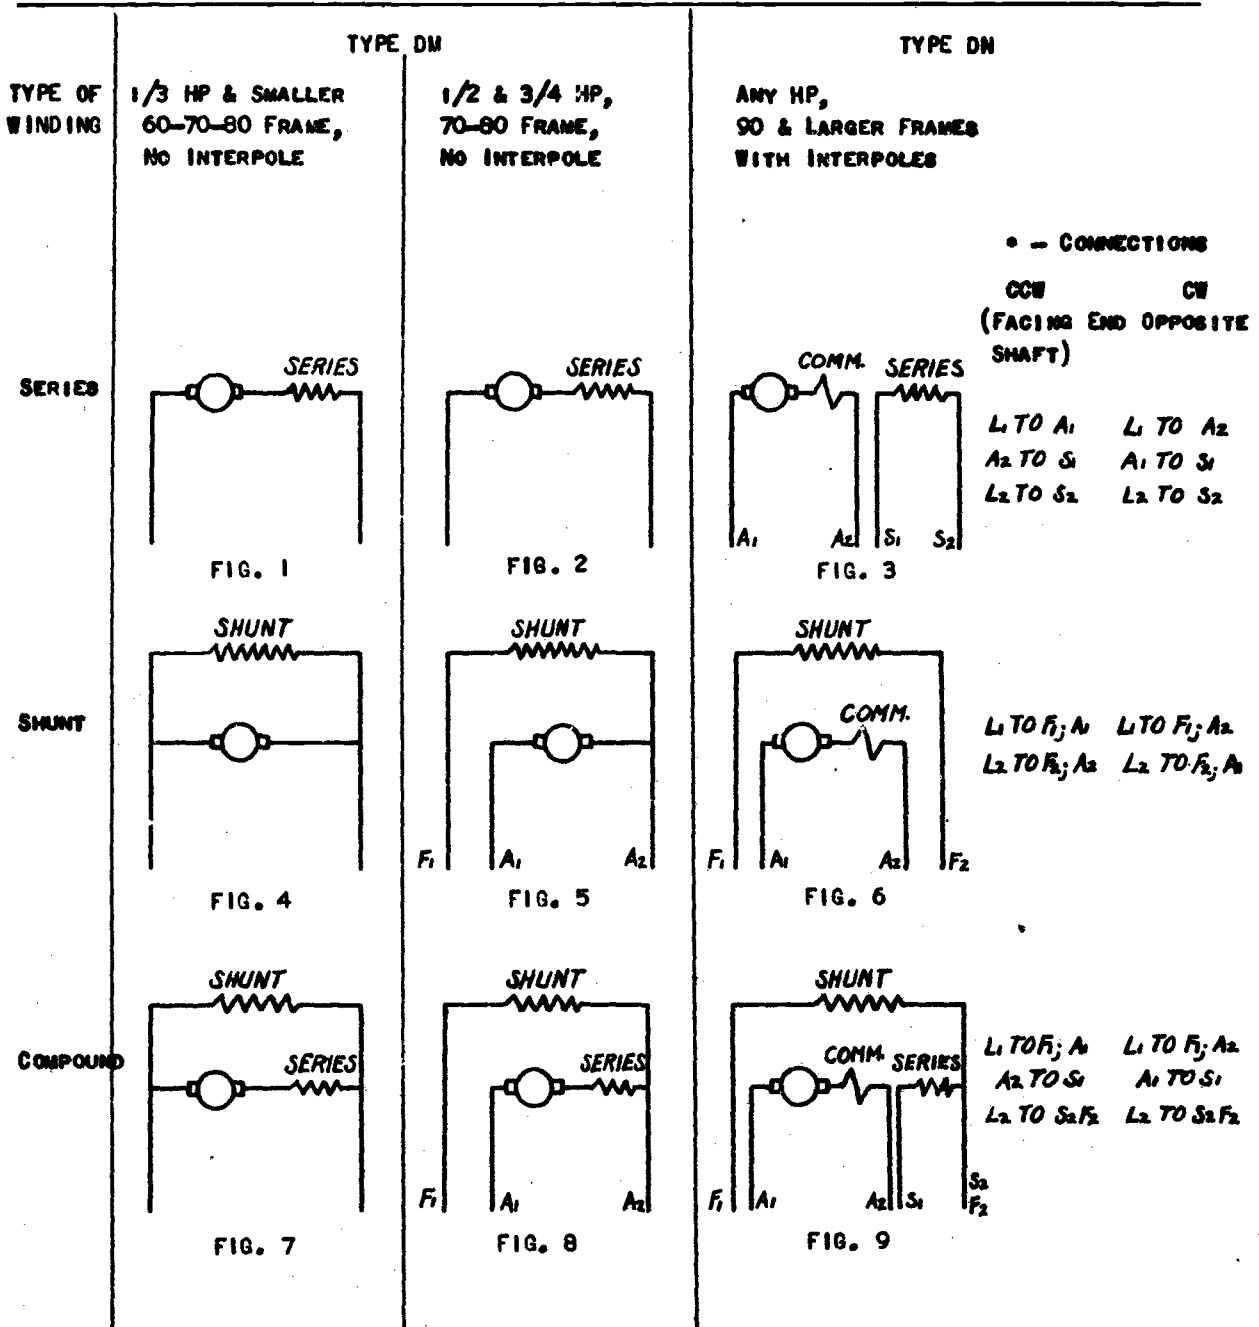 TYPE DM
TYPE DN
TYPE OF WINDING
1/3 HP & SMALLER
60-70-80 FRAME,
NO INTERPOLE
1/2 & 3/4 HP,
70-80 FRAME,
NO INTERPOLE
ANY HP,
90 & LARGER FRAMES
WITH INTERPOLES
* - CONNECTIONS
CCW CW
(FACING END OPPOSITE
SHAFT)
SERIES
SERIES
SERIES
COMM. SERIES
L1 TO A1 L1 TO A2
A2 TO S1 A1 TO S1
L2 TO S2 L2 TO S2
A1 A2 S1 S2
FIG. 1
FIG. 2
FIG. 3
SHUNT
SHUNT
SHUNT
SHUNT
COMM.
L1 TO F1; A1 L1 TO F1; A2
L2 TO F2; A2 L2 TO F2; A1
F1 A1 A2
F1 A1 A2 F2
FIG. 4
FIG. 5
FIG. 6
SHUNT
SHUNT
SHUNT
COMPOUND
SERIES
SERIES
COMM. SERIES
L1 TO F1; A1 L1 TO F1; A2
A2 TO S1 A1 TO S1
L2 TO S2F2 L2 TO S2F2
F1 A1 A2
F1 A1 A2 S1 S2
F2
FIG. 7
FIG. 8
FIG. 9